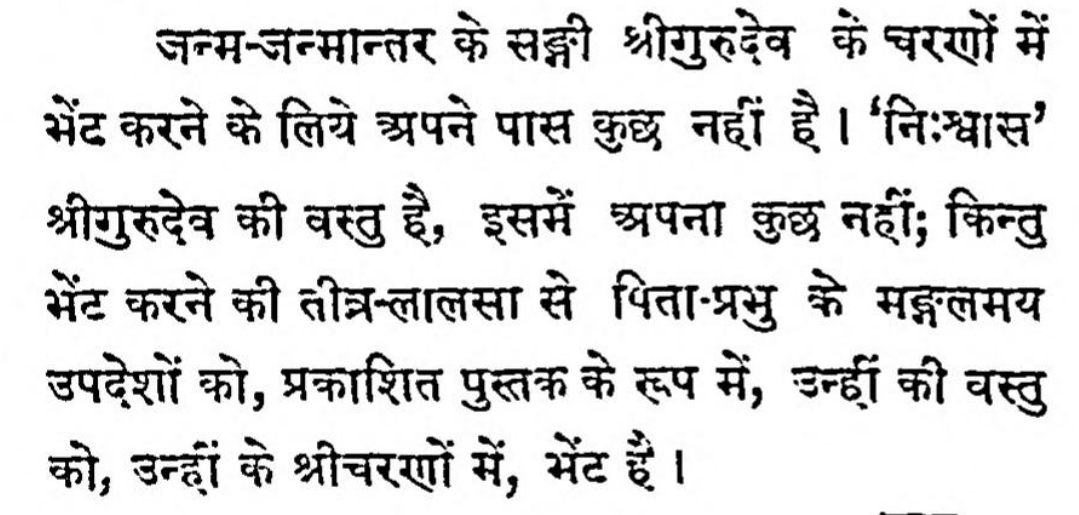 जन्म-जन्मान्तर के सङ्गी श्रीगुरुदेव के चरणों में
भेंट करने के लिये अपने पास कुछ नहीं है । ‘निःश्वास’
श्रीगुरुदेव की वस्तु है, इसमें अपना कुछ नहीं; किन्तु
भेंट करने की तीव्र-लालसा से पिता-प्रभु के मङ्गलमय
उपदेशों को, प्रकाशित पुस्तक के रूप में, उन्हीं की वस्तु
को, उन्हीं के श्रीचरणों में, भेंट है ।